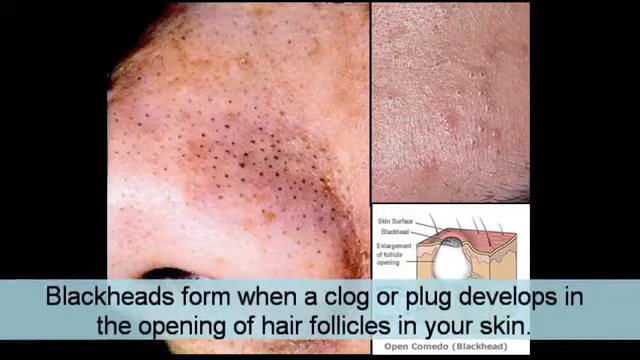 Skin Surface
Blackhead
Enlargement
of follicle
opening
Blackheads form when a clog or plug develops in
the opening of hair follicles in your skin.
Open Comedo (Blackhead)